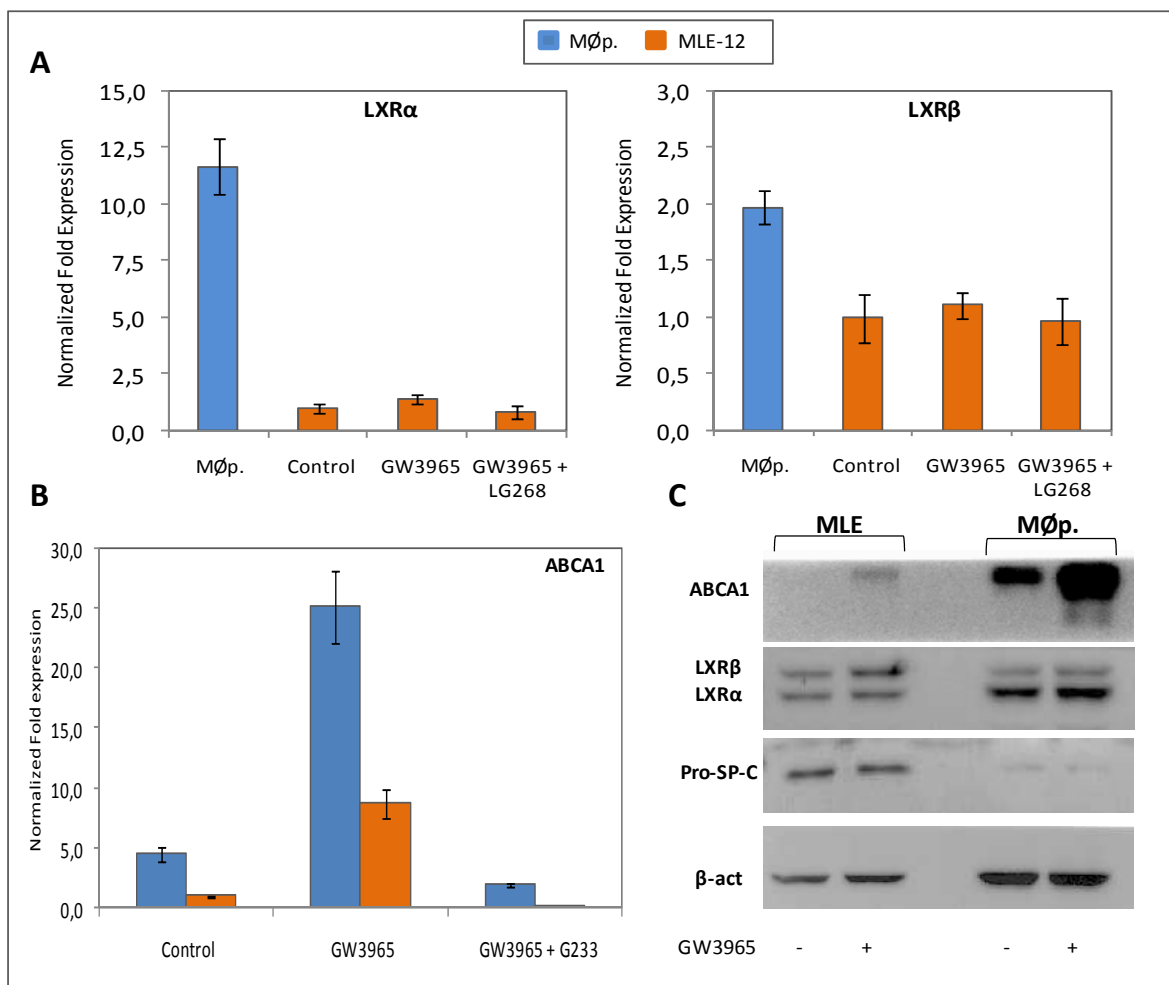 MØp. MLE-12
A
LXRα
Normalized Fold Expression
15,0
12,5
10,0
7,5
5,0
2,5
0,0
MØp. Control GW3965 GW3965 +
LG268
LXRβ
Normalized Fold Expression
3,0
2,5
2,0
1,5
1,0
0,5
0,0
MØp. Control GW3965 GW3965 +
LG268
B
ABCA1
Normalized Fold expression
30,0
25,0
20,0
15,0
10,0
5,0
0,0
Control GW3965 GW3965 + G233
C
MLE MØp.
ABCA1
LXRβ
LXRα
Pro-SP-C
β-act
GW3965 - + - +